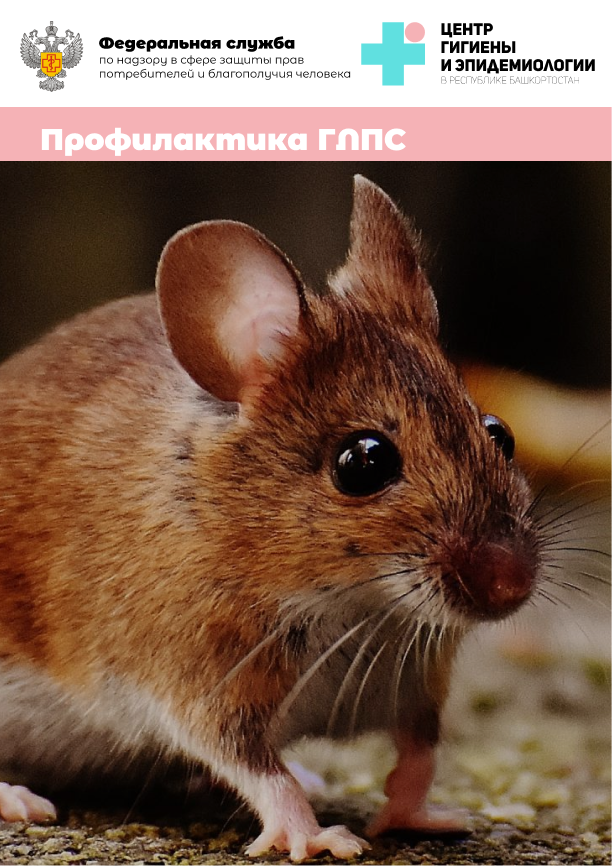 Федеральная служба
по надзору в сфере защиты прав
потребителей и благополучия человека
ЦЕНТР
ГИГИЕНЫ
И ЭПИДЕМИОЛОГИИ
В РЕСПУБЛИКЕ БАШКОРТОСТАН
Профилактика ГЛПС